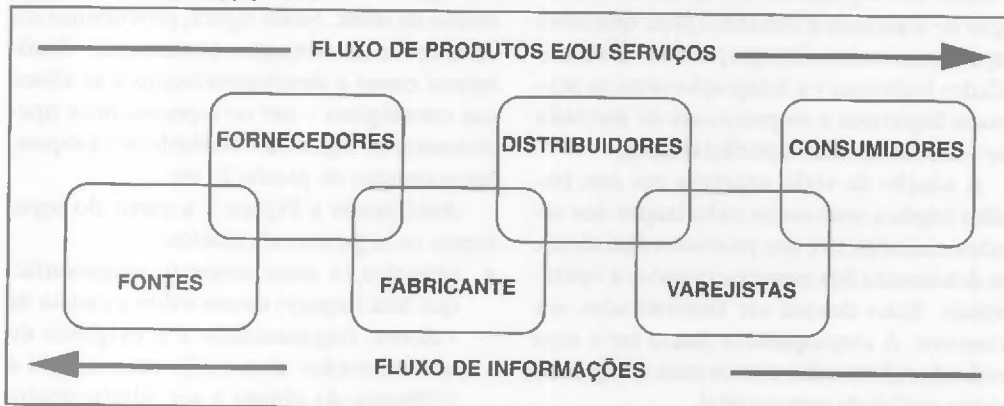 FLUXO DE PRODUTOS E/OU SERVIÇOS
FORNECEDORES
DISTRIBUIDORES
CONSUMIDORES
FONTES
FABRICANTE
VAREJISTAS
FLUXO DE INFORMAÇÕES